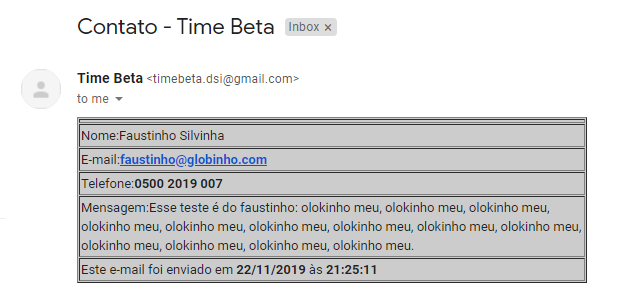 Contato - Time Beta Inbox ×
Time Beta <timebeta.dsi@gmail.com>
to me
Nome:Faustinho Silvinha
E-mail:faustinho@globinho.com
Telefone:0500 2019 007
Mensagem:Esse teste é do faustinho: olokinho meu, olokinho meu, olokinho meu,
olokinho meu, olokinho meu, olokinho meu, olokinho meu, olokinho meu, olokinho meu,
olokinho meu, olokinho meu, olokinho meu, olokinho meu.
Este e-mail foi enviado em 22/11/2019 às 21:25:11